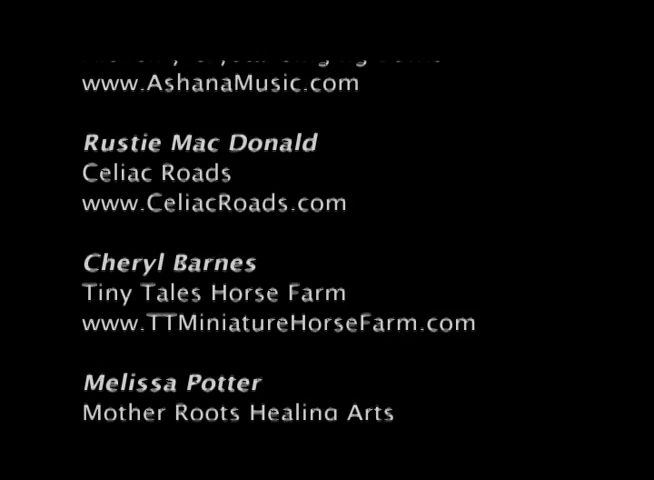 www.AshanaMusic.com
Rustie Mac Donald
Celiac Roads
www.CeliacRoads.com
Cheryl Barnes
Tiny Tales Horse Farm
www.TTMiniatureHorseFarm.com
Melissa Potter
Mother Roots Healing Arts